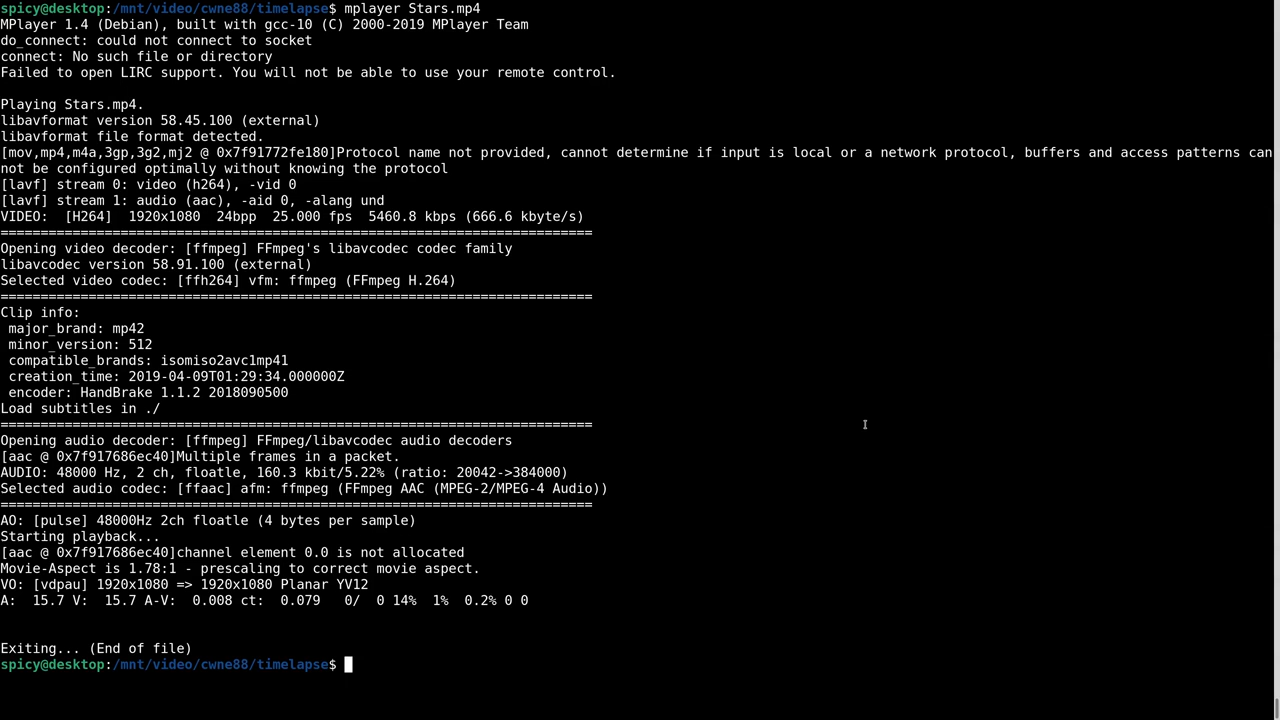 spicy@desktop:/mnt/video/cwne88/timelapse$ mplayer Stars.mp4
MPlayer 1.4 (Debian), built with gcc-10 (C) 2000-2019 MPlayer Team
do_connect: could not connect to socket
connect: No such file or directory
Failed to open LIRC support. You will not be able to use your remote control.

Playing Stars.mp4.
libavformat version 58.45.100 (external)
libavformat file format detected.
[mov,mp4,m4a,3gp,3g2,mj2 @ 0x7f91772fe180]Protocol name not provided, cannot determine if input is local or a network protocol, buffers and access patterns can
not be configured optimally without knowing the protocol
[lavf] stream 0: video (h264), -vid 0
[lavf] stream 1: audio (aac), -aid 0, -alang und
VIDEO:  [H264]  1920x1080  24bpp  25.000 fps  5460.8 kbps (666.6 kbyte/s)
==========================================================================
Opening video decoder: [ffmpeg] FFmpeg's libavcodec codec family
libavcodec version 58.91.100 (external)
Selected video codec: [ffh264] vfm: ffmpeg (FFmpeg H.264)
==========================================================================
Clip info:
 major_brand: mp42
 minor_version: 512
 compatible_brands: isomiso2avc1mp41
 creation_time: 2019-04-09T01:29:34.000000Z
 encoder: HandBrake 1.1.2 2018090500
Load subtitles in ./
==========================================================================
Opening audio decoder: [ffmpeg] FFmpeg/libavcodec audio decoders
[aac @ 0x7f917686ec40]Multiple frames in a packet.
AUDIO: 48000 Hz, 2 ch, floatle, 160.3 kbit/5.22% (ratio: 20042->384000)
Selected audio codec: [ffaac] afm: ffmpeg (FFmpeg AAC (MPEG-2/MPEG-4 Audio))
==========================================================================
AO: [pulse] 48000Hz 2ch floatle (4 bytes per sample)
Starting playback...
[aac @ 0x7f917686ec40]channel element 0.0 is not allocated
Movie-Aspect is 1.78:1 - prescaling to correct movie aspect.
VO: [vdpau] 1920x1080 => 1920x1080 Planar YV12
A:  15.7 V:  15.7 A-V:  0.008 ct:  0.079   0/  0 14%  1%  0.2% 0 0

Exiting... (End of file)
spicy@desktop:/mnt/video/cwne88/timelapse$